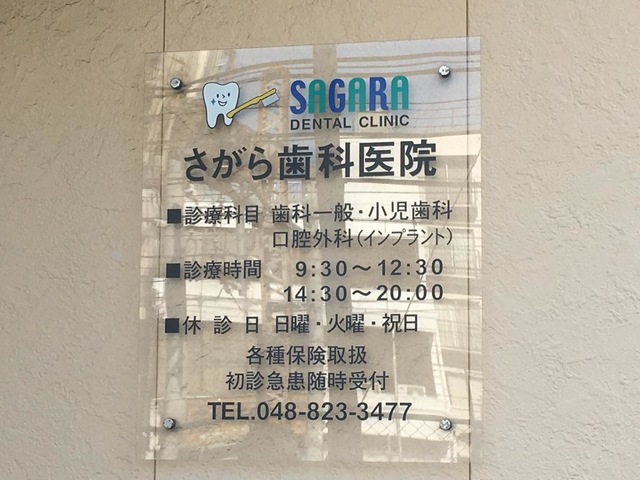 SAGARA
DENTAL CLINIC
さがら歯科医院
■診療科目 歯科一般・小児歯科
口腔外科(インプラント)
■診療時間 9:30～12:30
14:30～20:00
■休診日 日曜・火曜・祝日
各種保険取扱
初診急患随時受付
TEL.048-823-3477